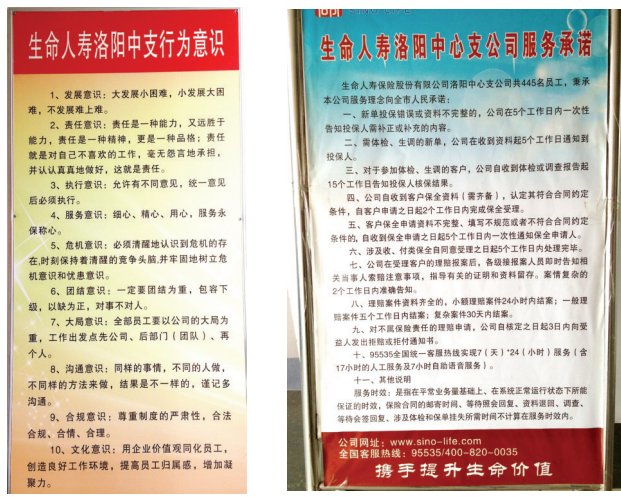 生命人寿洛阳中支行为意识
1、发展意识：大发展小困难，小发展大困
难，不发展难上难。
2、责任意识：责任是一种能力，又远胜于
能力，责任是一种精神，更是一种品格；责任
就是对自己不喜欢的工作，毫无怨言地承担，
并认认真真地做好，这就是责任。
3、执行意识：允许有不同意见，统一意见
后必须执行。
4、服务意识：细心、精心、用心，服务永
保称心。
5、危机意识：必须清醒地认识到危机的存
在，时刻保持着清醒的竞争头脑，并牢固地树立危
机意识和忧患意识。
6、团结意识：一定要团结为重，包容下
级，以缺为正，对事不对人。
7、大局意识：全部员工要以公司的大局为
重，工作出发点先公司、后部门（团队）、再
个人。
8、沟通意识：同样的事情，不同的人做，
不同样的方法来做，结果是不一样的，谨记多
沟通。
9、合规意识：尊重制度的严肃性，合法
合规、合情、合理。
10、文化意识：用企业价值观同化员工，
创造良好工作环境，提高员工归属感，增加凝
聚力。
生命人寿洛阳中心支公司服务承诺
生命人寿保险股份有限公司洛阳中心支公司共445名员工，秉承
本公司服务理念向全市人民承诺：
一、新单投保错误或资料不完整的，公司在5个工作日内一次性
告知投保人需补正或补充的内容。
二、需体检、生调的新单，公司在收到资料起5个工作日通知到
投保人。
三、对于参加体检、生调的客户，公司自收到体检或调查报告起
15个工作日告知投保人核保结果。
四、公司自收到客户保全资料（需齐备），认定其符合合同约定
条件，自客户申请之日起2个工作日内完成保全受理。
五、客户保全申请资料不完整、填写不规范或者不符合合同约定
条件的，自收到保全申请之日起5个工作日内一次性通知保全申请人。
六、涉及收、付类保全自同意受理之日起5个工作日内处理完毕。
七、公司在受理客户的理赔报案后，各级接报案人员即时告知相
关当事人索赔注意事项，指导有关的证明和资料留存。案情复杂的
2个工作日内准确告知。
八、理赔案件资料齐全的，小额理赔案件24小时内结案；一般理
赔案件五个工作日内结案；复杂案件30天内结案。
九、对不属保险责任的理赔申请，公司自核定之日起3日内向受
益人发出拒赔或拒付通知书。
十、95535全国统一客服热线实现7（天）*24（小时）服务（含
17小时的人工服务及7小时自助语音服务）。
十一、其他说明
服务时效：是指在平常业务量基础上、在系统正常运行状态下所能
保证的时效，保险合同的邮寄时间、等待照会回复、资料退回、调查、
等待会签回复、涉及体检和保单挂失所需时间不计算在服务时效内。
公司网址：www.sino-life.com
全国客服热线：95535/400-820-0035
携手提升生命价值